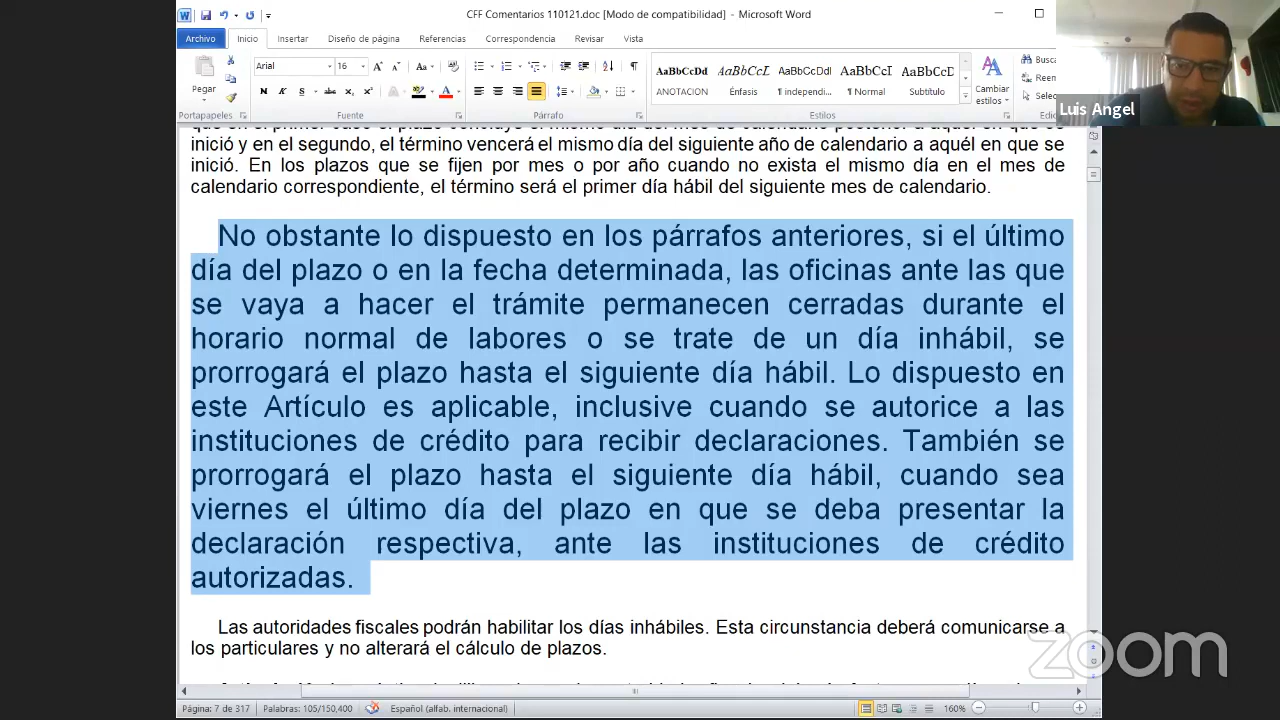 CFF Comentarios 110121.doc [Modo de compatibilidad] - Microsoft Word
Archivo Inicio Insertar Diseño de página Referencias Correspondencia Revisar Vista
Pegar
Arial 16
AaBbCcDd AaBbCcL AaBbCcDdl AaBbCcI AaBbCcDd
ANOTACION Énfasis ¶ independi... ¶ Normal Subtítulo
Cambiar estilos
Busca
Reem
Selec
Portapapeles Fuente Párrafo Estilos Edic
Luis Angel
inició y en el segundo, el término vencerá el mismo día del siguiente año de calendario a aquél en que se
inició. En los plazos que se fijen por mes o por año cuando no exista el mismo día en el mes de
calendario correspondiente, el término será el primer día hábil del siguiente mes de calendario.
No obstante lo dispuesto en los párrafos anteriores, si el último
día del plazo o en la fecha determinada, las oficinas ante las que
se vaya a hacer el trámite permanecen cerradas durante el
horario normal de labores o se trate de un día inhábil, se
prorrogará el plazo hasta el siguiente día hábil. Lo dispuesto en
este Artículo es aplicable, inclusive cuando se autorice a las
instituciones de crédito para recibir declaraciones. También se
prorrogará el plazo hasta el siguiente día hábil, cuando sea
viernes el último día del plazo en que se deba presentar la
declaración respectiva, ante las instituciones de crédito
autorizadas.
Las autoridades fiscales podrán habilitar los días inhábiles. Esta circunstancia deberá comunicarse a
los particulares y no alterará el cálculo de plazos.
zoom
Página: 7 de 317 Palabras: 105/150,400 Español (alfab. internacional) 160%